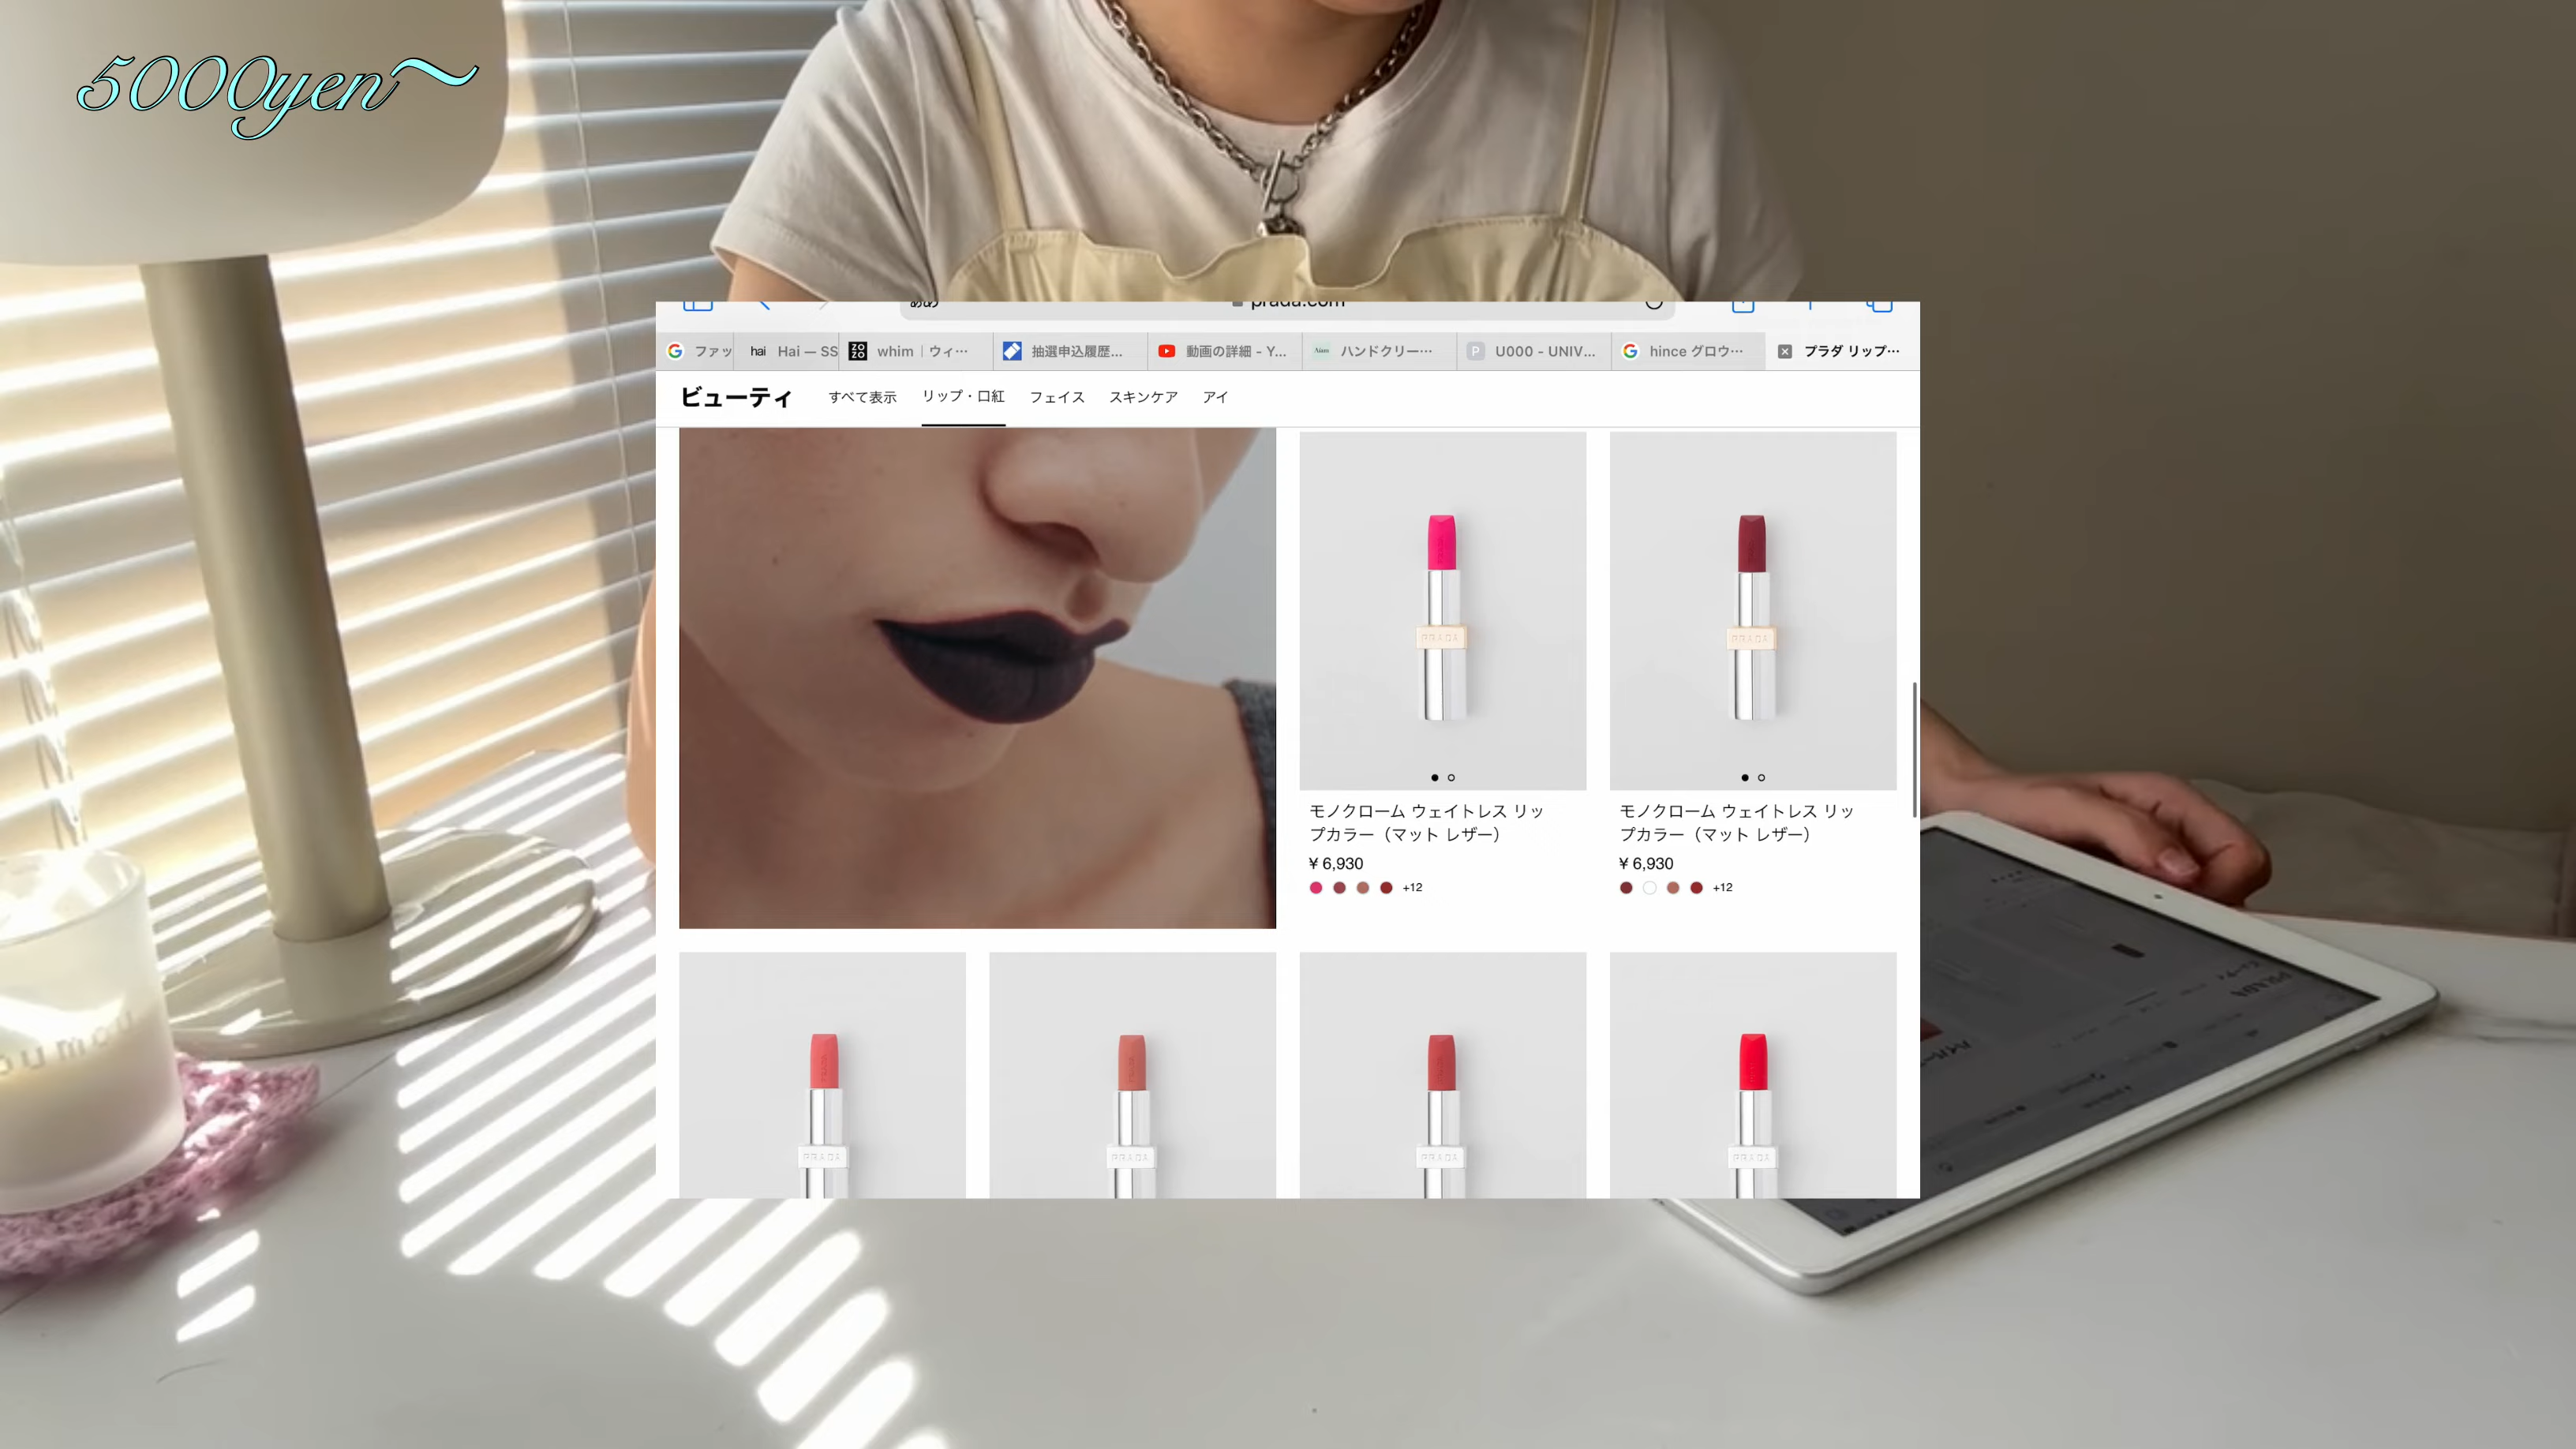 5000yen~
prada.com
ファッ
hai Hai — SS
whim | ウィ…
抽選申込履歴...
動画の詳細 - Y...
ハンドクリー…
P U000 - UNIV...
hince グロウ…
プラダ リップ…
ビューティ
すべて表示
リップ・口紅
フェイス
スキンケア
アイ
PRADA
PRADA
モノクローム ウェイトレス リッ
プカラー（マット レザー）
¥ 6,930
+12
モノクローム ウェイトレス リッ
プカラー（マット レザー）
¥ 6,930
+12
PRADA
PRADA
PRADA
PRADA